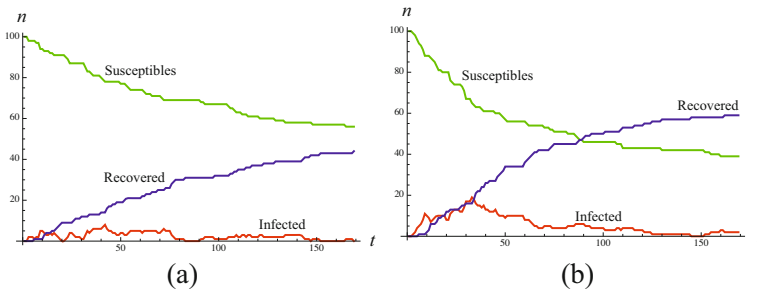 n
100
80
60
40
20
50
100
150
t
Susceptibles
Recovered
Infected
(a)
n
100
80
60
40
20
50
100
150
Susceptibles
Recovered
Infected
(b)